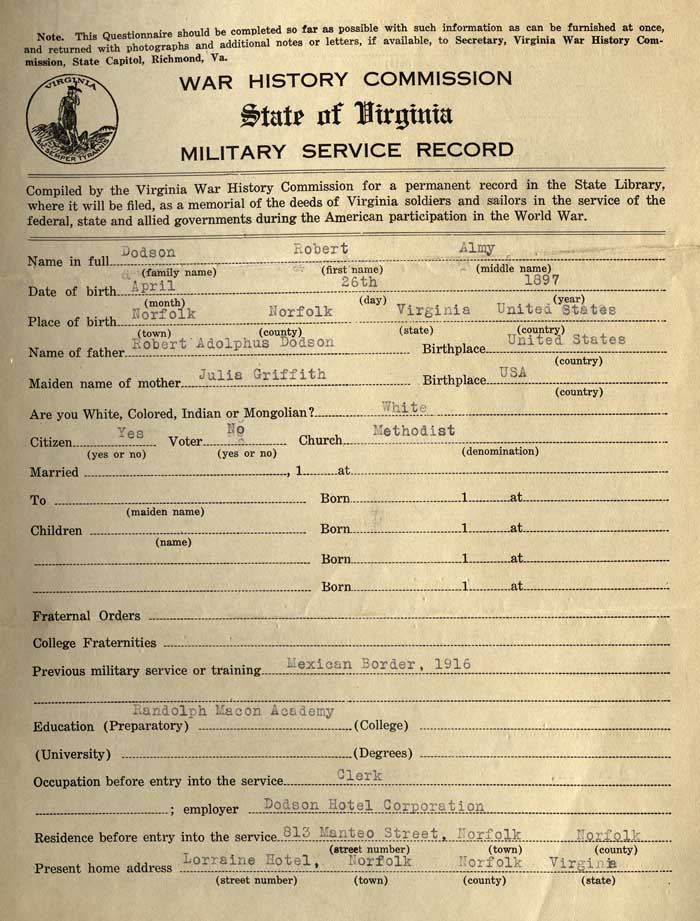 Note. This Questionnaire should be completed so far as possible with such information as can be furnished at once,
and returned with photographs and additional notes or letters, if available, to Secretary, Virginia War History Com-
mission, State Capitol, Richmond, Va.
VIRGINIA
SIC SEMPER TYRANNIS
WAR HISTORY COMMISSION
State of Virginia
MILITARY SERVICE RECORD
Compiled by the Virginia War History Commission for a permanent record in the State Library,
where it will be filed, as a memorial of the deeds of Virginia soldiers and sailors in the service of the
federal, state and allied governments during the American participation in the World War.
Name in full Dodson Robert Almy
(family name) (first name) (middle name)
Date of birth April 26th 1897
(month) (day) (year)
Place of birth Norfolk Norfolk Virginia United States
(town) (county) (state) (country)
Name of father Robert Adolphus Dodson Birthplace United States
(country)
Maiden name of mother Julia Griffith Birthplace USA
(country)
Are you White, Colored, Indian or Mongolian? White
Citizen Yes Voter No Church Methodist
(yes or no) (yes or no) (denomination)
Married , 1 at
To Born 1 at
(maiden name)
Children Born 1 at
(name)
Born 1 at
Born 1 at
Fraternal Orders
College Fraternities
Previous military service or training Mexican Border, 1916
Education (Preparatory) Randolph Macon Academy (College)
(University) (Degrees)
Occupation before entry into the service Clerk
; employer Dodson Hotel Corporation
Residence before entry into the service 813 Manteo Street, Norfolk Norfolk
(street number) (town) (county)
Present home address Lorraine Hotel, Norfolk Norfolk Virginia
(street number) (town) (county) (state)